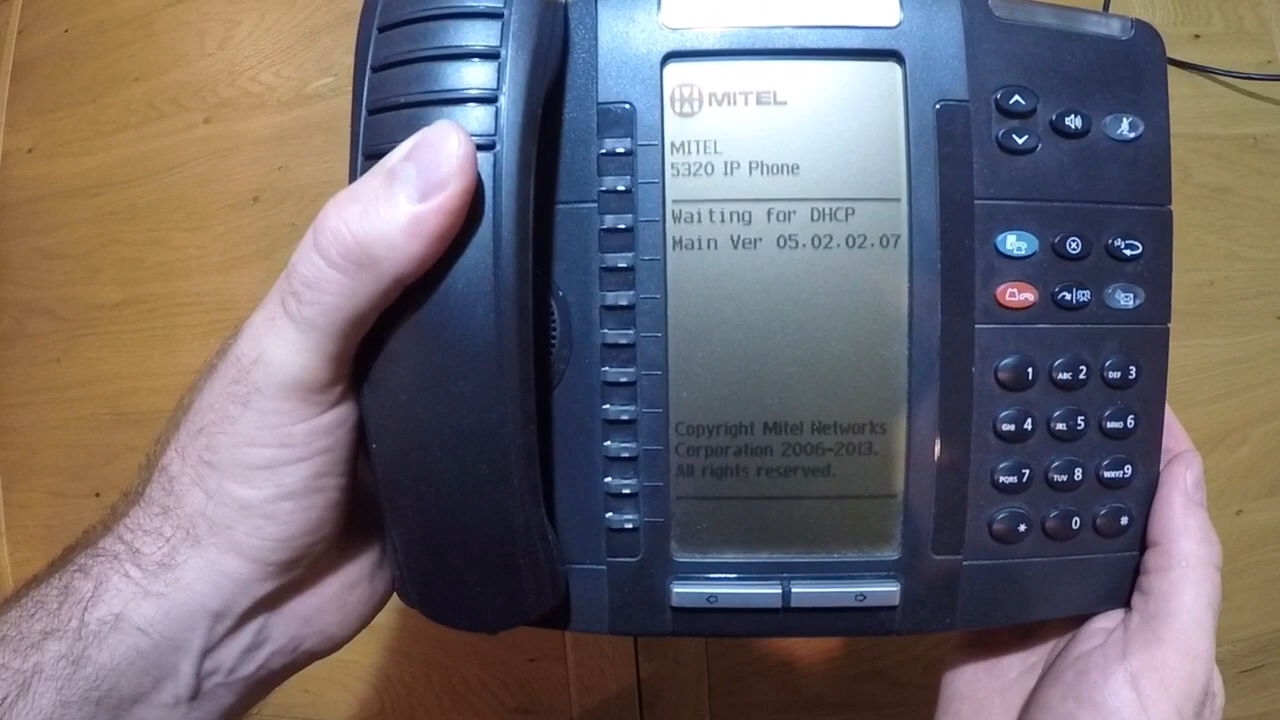 MITEL
MITEL
5320 IP Phone
Waiting for DHCP
Main Ver 05.02.02.07
Copyright Mitel Networks
Corporation 2006-2013.
All rights reserved.
1
ABC 2
DEF 3
GHI 4
JKL 5
MNO 6
PQRS 7
TUV 8
WXYZ 9
*
0
#